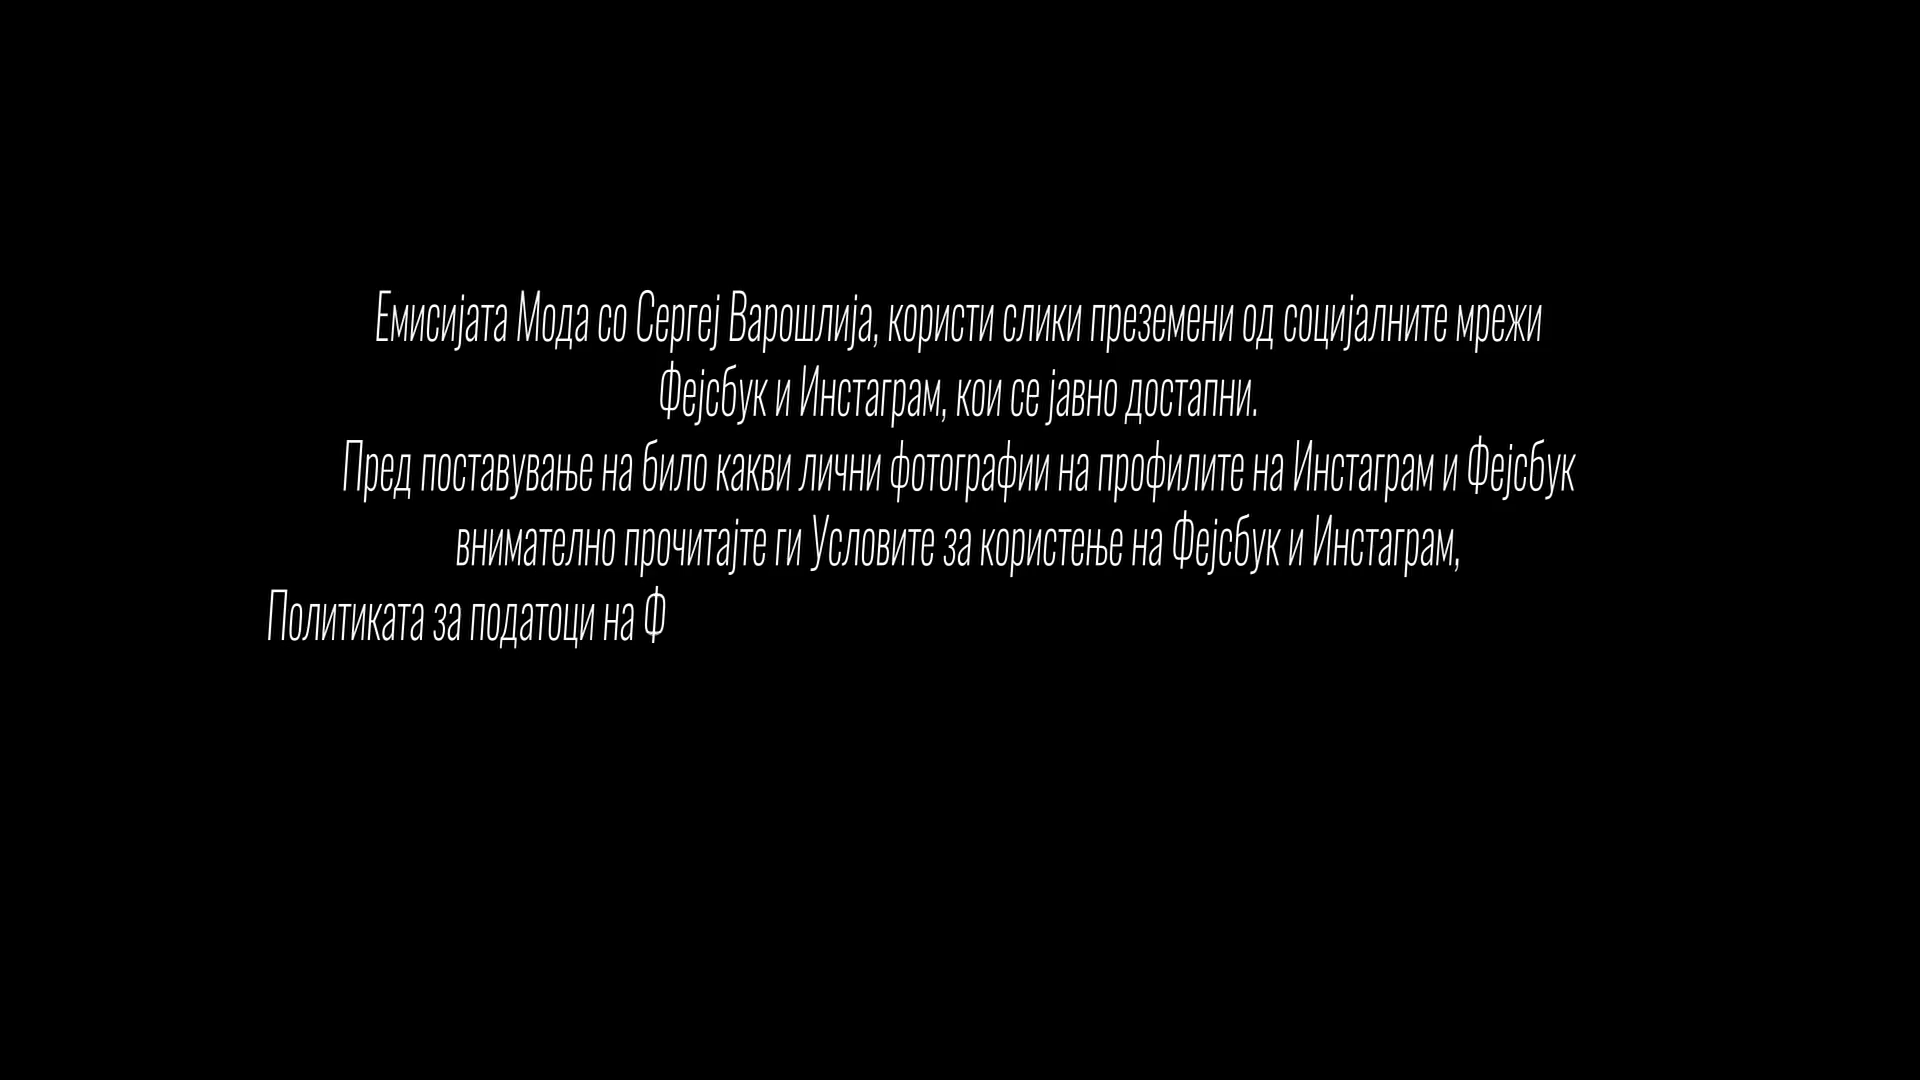 Емисијата Мода со Сергеј Варошлија, користи слики преземени од социјалните мрежи
Фејсбук и Инстаграм, кои се јавно достапни.
Пред поставување на било какви лични фотографии на профилите на Инстаграм и Фејсбук
внимателно прочитајте ги Условите за користење на Фејсбук и Инстаграм,
Политиката за податоци на Ф